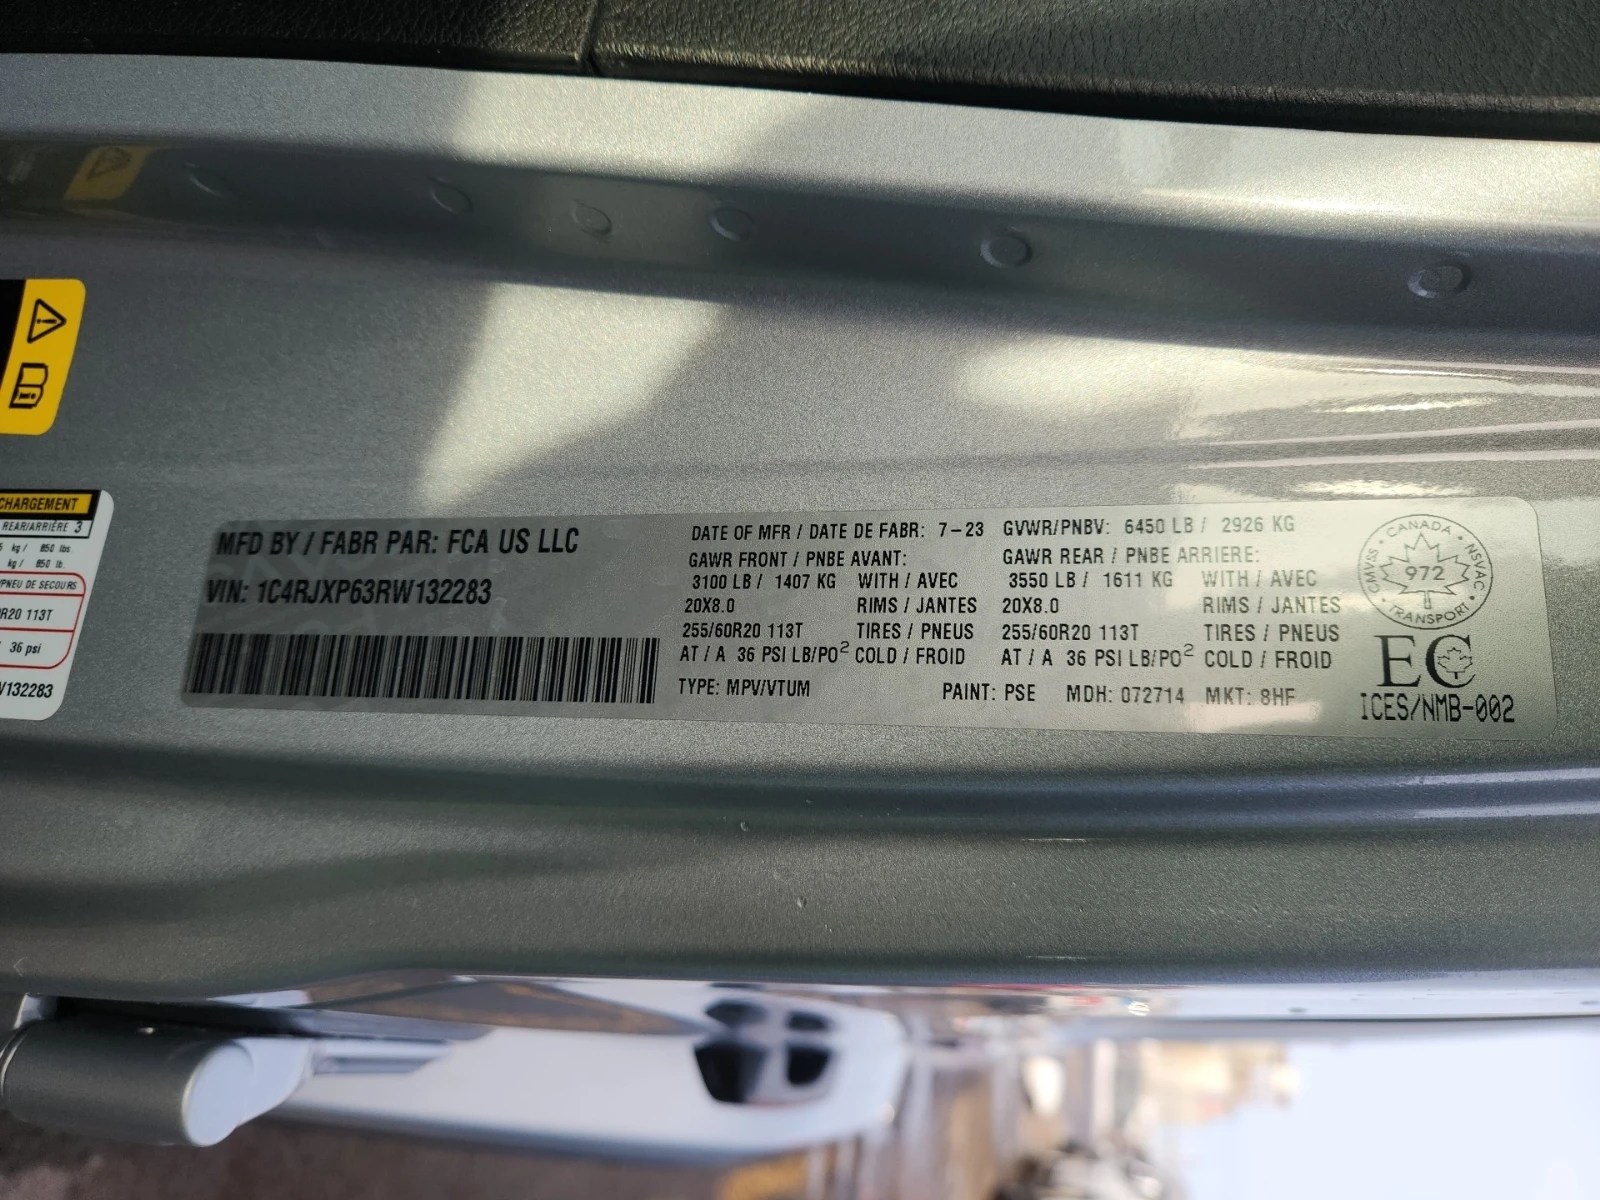 CHARGEMENT
REAR/ARRIÈRE 3
kg / 850 lbs
kg / 850 lb.
PNEU DE SECOURS
R20 113T
36 psi
W132283
MFD BY / FABR PAR: FCA US LLC
VIN: 1C4RJXP63RW132283
DATE OF MFR / DATE DE FABR: 7-23 GVWR/PNBV: 6450 LB / 2926 KG
GAWR FRONT / PNBE AVANT: GAWR REAR / PNBE ARRIERE:
3100 LB / 1407 KG WITH / AVEC 3550 LB / 1611 KG WITH / AVEC
20X8.0 RIMS / JANTES 20X8.0 RIMS / JANTES
255/60R20 113T TIRES / PNEUS 255/60R20 113T TIRES / PNEUS
AT / A 36 PSI LB/PO² COLD / FROID AT / A 36 PSI LB/PO² COLD / FROID
TYPE: MPV/VTUM PAINT: PSE MDH: 072714 MKT: 8HF
CANADA
CMVSS 972 NSVAC
TRANSPORT
EC
ICES/NMB-002